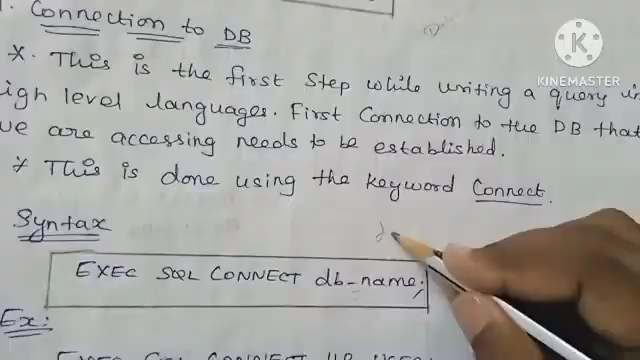 Connection to DB
* This is the first step while writing a query in
high level languages. First Connection to the DB that
we are accessing needs to be established.
* This is done using the keyword Connect.
Syntax
EXEC SQL CONNECT db-name;
Ex:
KINEMASTER